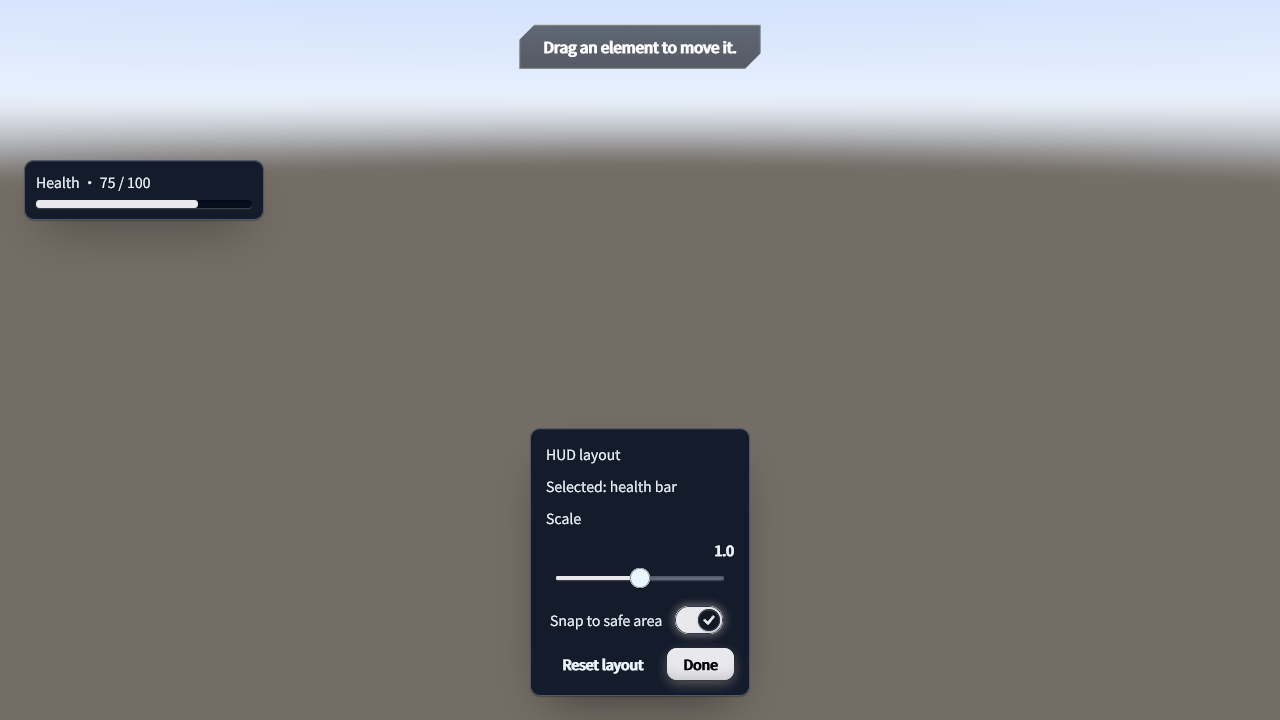 Drag an element to move it.
Health • 75 / 100
HUD layout
Selected: health bar
Scale
1.0
Snap to safe area
Reset layout
Done